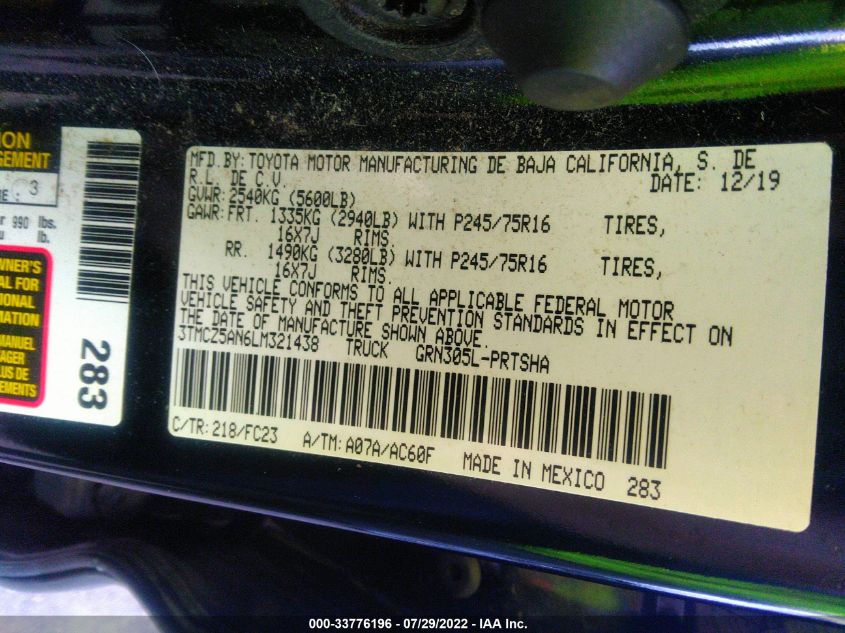 ION
GEMENT
E: 3
r 990 lbs.
u lb.
WNER'S
AL FOR
IONAL
MATION
MANUEL
AGER
LUS DE
EMENTS
283
MFD.BY:TOYOTA MOTOR MANUFACTURING DE BAJA CALIFORNIA, S. DE
R.L. DE C.V. DATE: 12/19
GVWR: 2540KG (5600LB)
GAWR: FRT. 1335KG (2940LB) WITH P245/75R16 TIRES,
16X7J RIMS.
RR. 1490KG (3280LB) WITH P245/75R16 TIRES,
16X7J RIMS.
THIS VEHICLE CONFORMS TO ALL APPLICABLE FEDERAL MOTOR
VEHICLE SAFETY AND THEFT PREVENTION STANDARDS IN EFFECT ON
THE DATE OF MANUFACTURE SHOWN ABOVE.
3TMCZ5AN6LM321438 TRUCK GRN305L-PRTSHA
C/TR:218/FC23 A/TM:A07A/AC60F MADE IN MEXICO 283
000-33776196 - 07/29/2022 - IAA Inc.